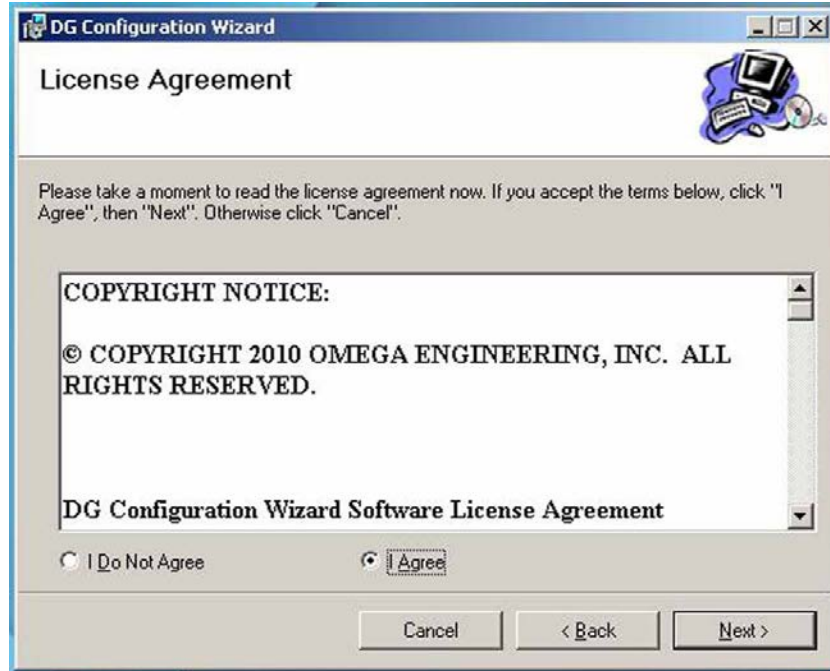 DG Configuration Wizard
License Agreement
Please take a moment to read the license agreement now. If you accept the terms below, click "I
Agree", then "Next". Otherwise click "Cancel".
COPYRIGHT NOTICE:
© COPYRIGHT 2010 OMEGA ENGINEERING, INC. ALL
RIGHTS RESERVED.
DG Configuration Wizard Software License Agreement
I Do Not Agree
I Agree
Cancel
< Back
Next >